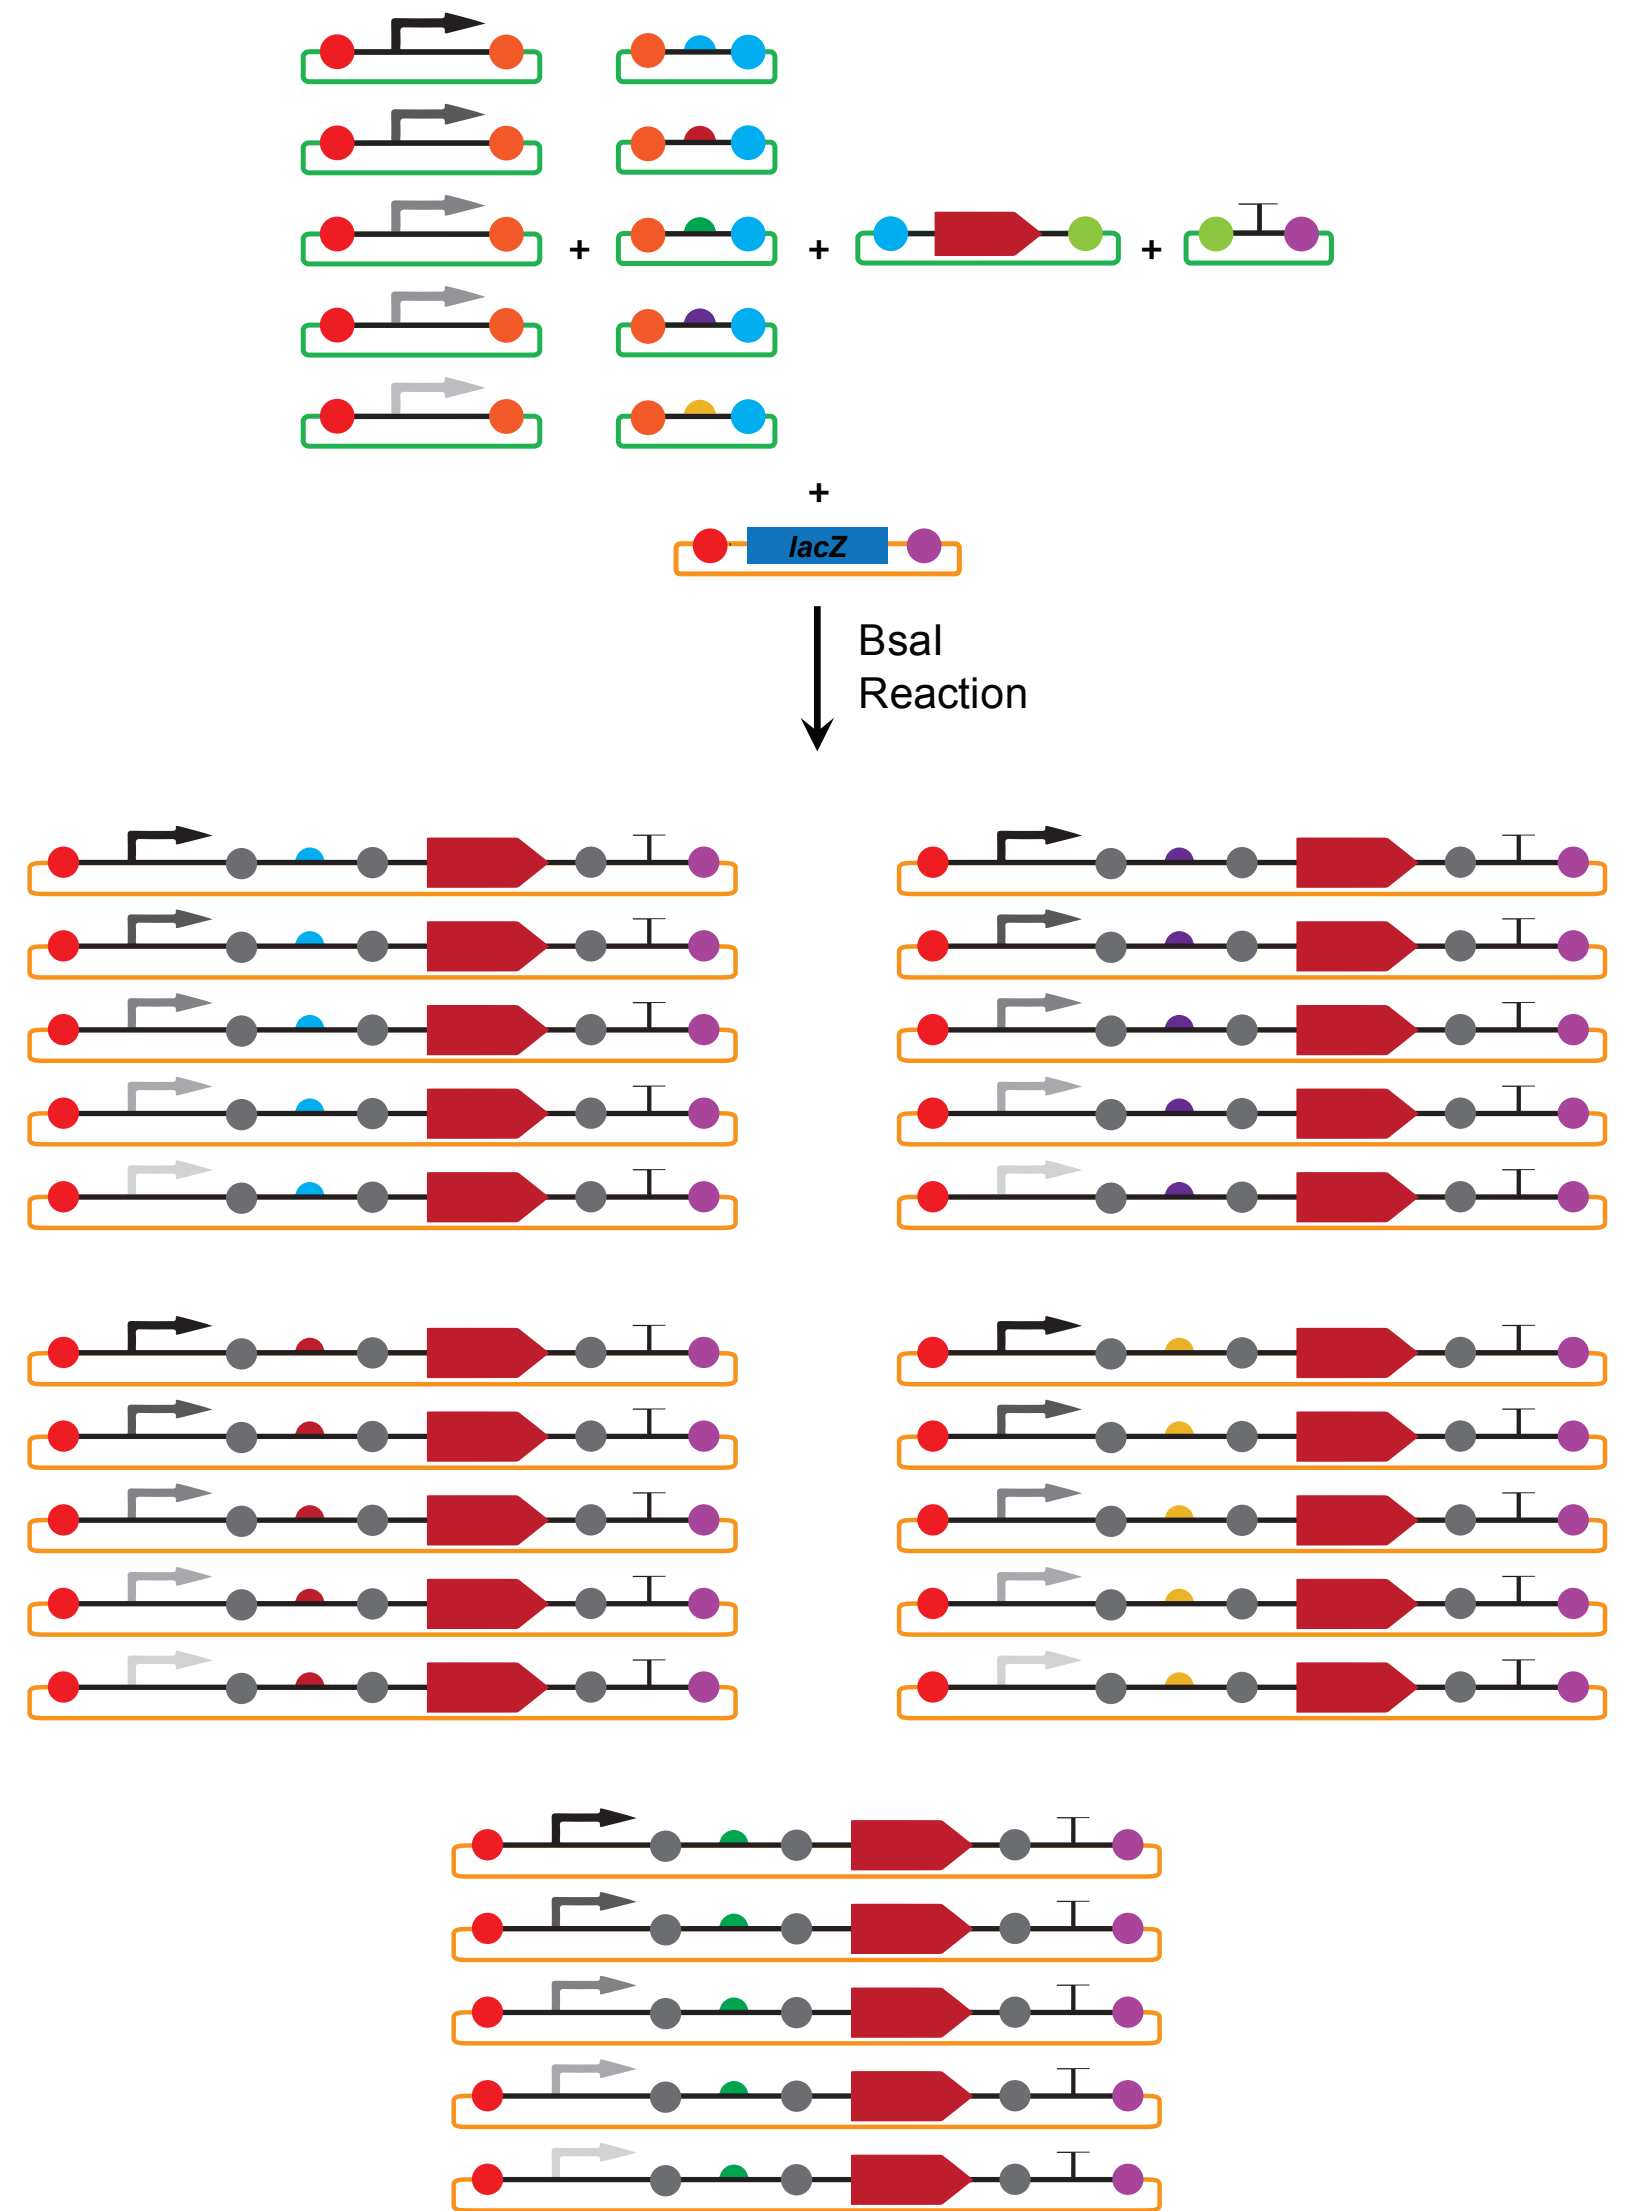 + + +
+
lacZ
BsaI
Reaction